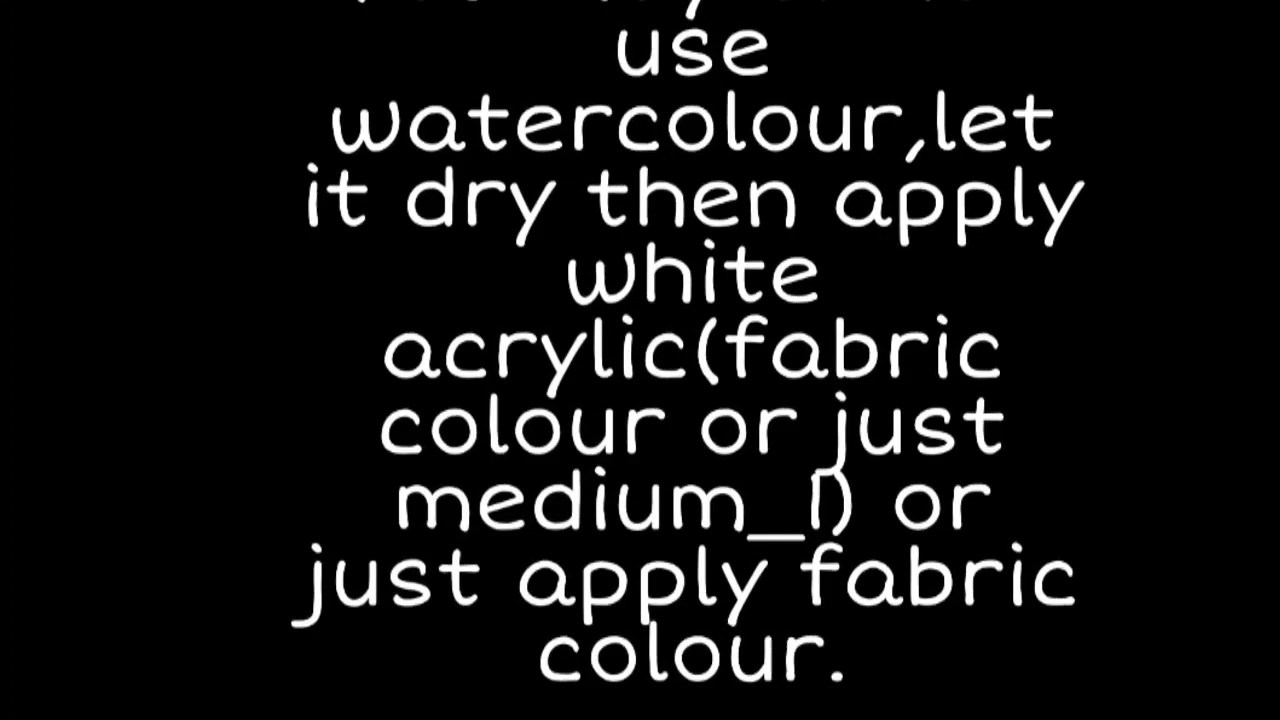 use
watercolour,let
it dry then apply
white
acrylic(fabric
colour or just
medium_1) or
just apply fabric
colour.